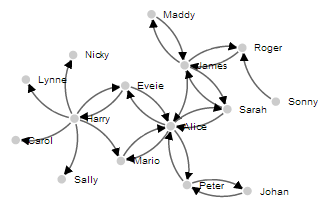 Maddy
Roger
Nicky
James
Lynne
Eveie
Sonny
Sarah
Harry
Alice
Carol
Mario
Sally
Peter
Johan